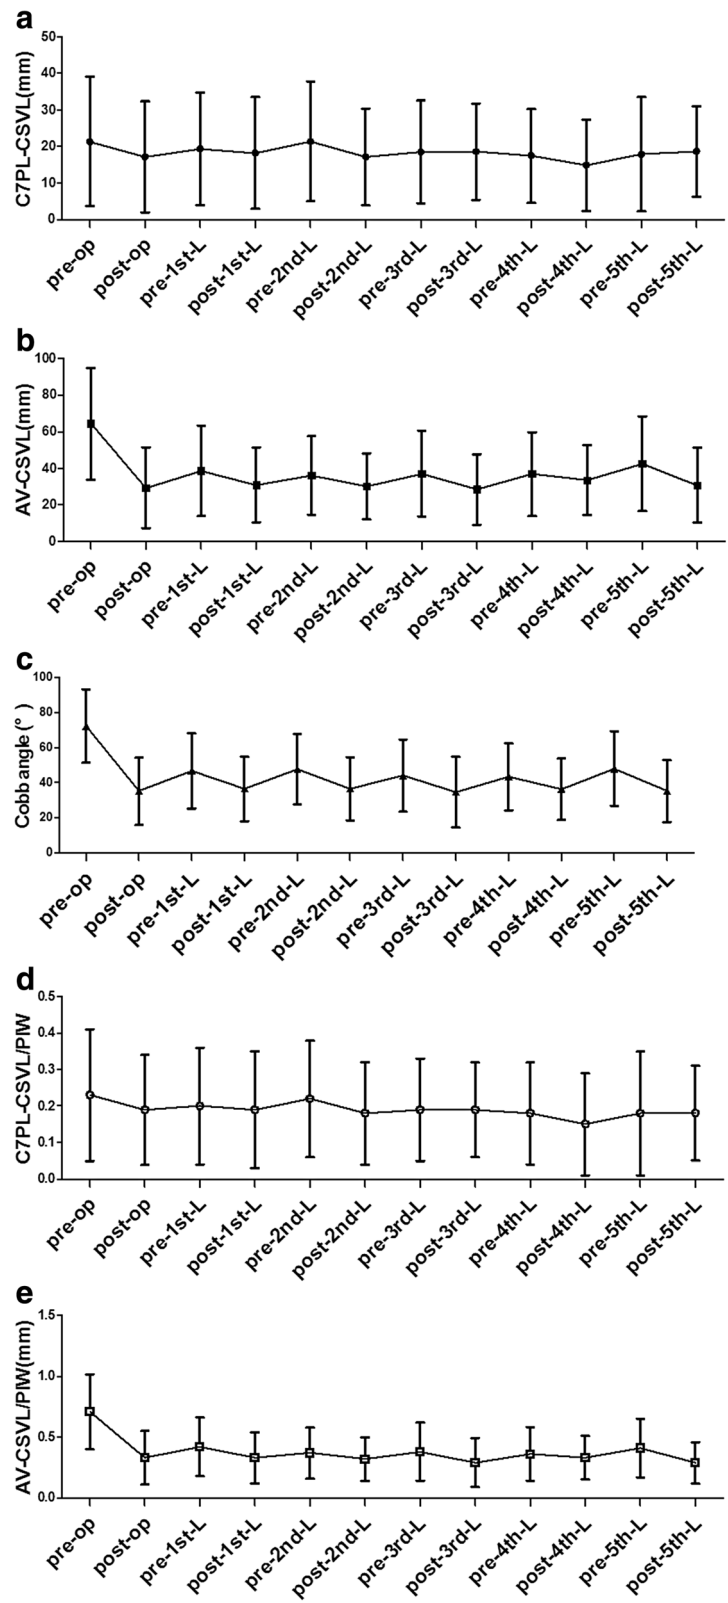 a
C7PL-CSVL(mm)
50
40
30
20
10
0
pre-op
post-op
pre-1st-L
post-1st-L
pre-2nd-L
post-2nd-L
pre-3rd-L
post-3rd-L
pre-4th-L
post-4th-L
pre-5th-L
post-5th-L
b
AV-CSVL(mm)
100
80
60
40
20
0
pre-op
post-op
pre-1st-L
post-1st-L
pre-2nd-L
post-2nd-L
pre-3rd-L
post-3rd-L
pre-4th-L
post-4th-L
pre-5th-L
post-5th-L
c
Cobb angle (° )
100
80
60
40
20
0
pre-op
post-op
pre-1st-L
post-1st-L
pre-2nd-L
post-2nd-L
pre-3rd-L
post-3rd-L
pre-4th-L
post-4th-L
pre-5th-L
post-5th-L
d
C7PL-CSVL/PIW
0.5
0.4
0.3
0.2
0.1
0.0
pre-op
post-op
pre-1st-L
post-1st-L
pre-2nd-L
post-2nd-L
pre-3rd-L
post-3rd-L
pre-4th-L
post-4th-L
pre-5th-L
post-5th-L
e
AV-CSVL/PIW(mm)
1.5
1.0
0.5
0.0
pre-op
post-op
pre-1st-L
post-1st-L
pre-2nd-L
post-2nd-L
pre-3rd-L
post-3rd-L
pre-4th-L
post-4th-L
pre-5th-L
post-5th-L